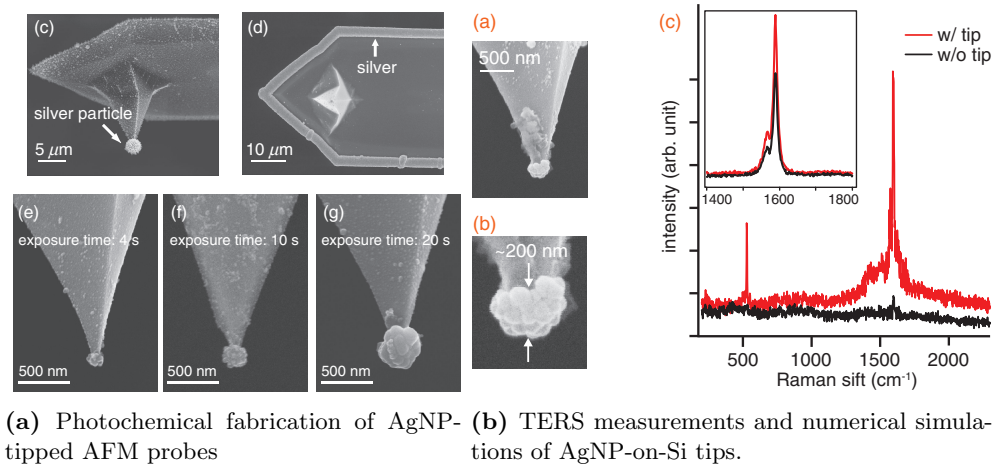 (c)
silver particle
5 μm
(d)
silver
10 μm
(e)
exposure time: 4 s
500 nm
(f)
exposure time: 10 s
500 nm
(g)
exposure time: 20 s
500 nm
(a)
500 nm
(b)
~200 nm
(c)
w/ tip
w/o tip
1400 1600 1800
intensity (arb. unit)
500 1000 1500 2000
Raman sift (cm⁻¹)
(a) Photochemical fabrication of AgNP-
tipped AFM probes
(b) TERS measurements and numerical simula-
tions of AgNP-on-Si tips.